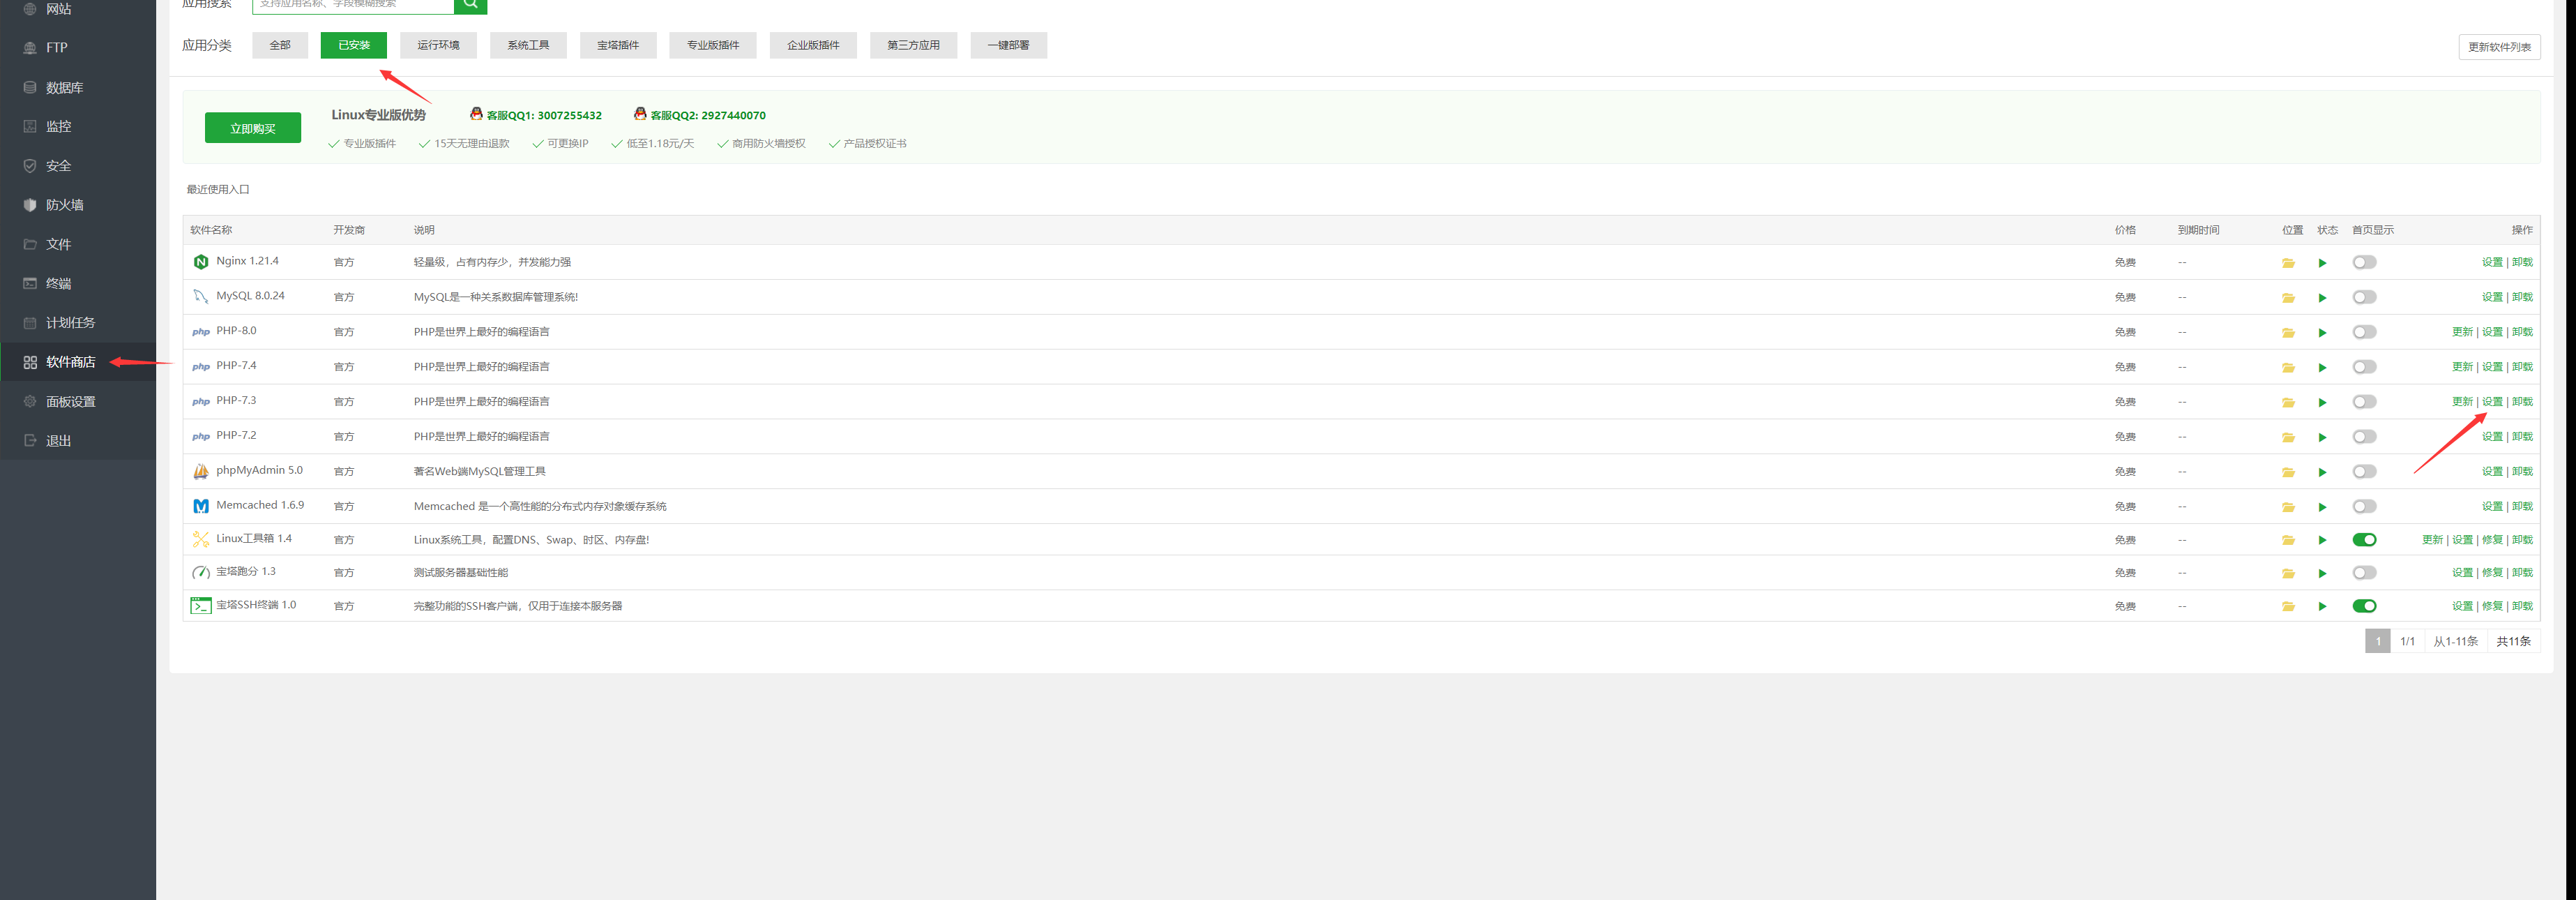 网站
FTP
数据库
监控
安全
防火墙
文件
终端
计划任务
软件商店
面板设置
退出
应用搜索 支持应用名称、字段模糊搜索
应用分类 全部 已安装 运行环境 系统工具 宝塔插件 专业版插件 企业版插件 第三方应用 一键部署 更新软件列表
立即购买 Linux专业版优势 客服QQ1: 3007255432 客服QQ2: 2927440070
专业版插件 15天无理由退款 可更换IP 低至1.18元/天 商用防火墙授权 产品授权证书
最近使用入口
软件名称 开发商 说明 价格 到期时间 位置 状态 首页显示 操作
Nginx 1.21.4 官方 轻量级，占有内存少，并发能力强 免费 -- 设置 | 卸载
MySQL 8.0.24 官方 MySQL是一种关系数据库管理系统! 免费 -- 设置 | 卸载
php PHP-8.0 官方 PHP是世界上最好的编程语言 免费 -- 更新 | 设置 | 卸载
php PHP-7.4 官方 PHP是世界上最好的编程语言 免费 -- 更新 | 设置 | 卸载
php PHP-7.3 官方 PHP是世界上最好的编程语言 免费 -- 更新 | 设置 | 卸载
php PHP-7.2 官方 PHP是世界上最好的编程语言 免费 -- 设置 | 卸载
phpMyAdmin 5.0 官方 著名Web端MySQL管理工具 免费 -- 设置 | 卸载
Memcached 1.6.9 官方 Memcached 是一个高性能的分布式内存对象缓存系统 免费 -- 设置 | 卸载
Linux工具箱 1.4 官方 Linux系统工具，配置DNS、Swap、时区、内存盘! 免费 -- 更新 | 设置 | 修复 | 卸载
宝塔跑分 1.3 官方 测试服务器基础性能 免费 -- 设置 | 修复 | 卸载
宝塔SSH终端 1.0 官方 完整功能的SSH客户端，仅用于连接本服务器 免费 -- 设置 | 修复 | 卸载
1 1/1 从1-11条 共11条